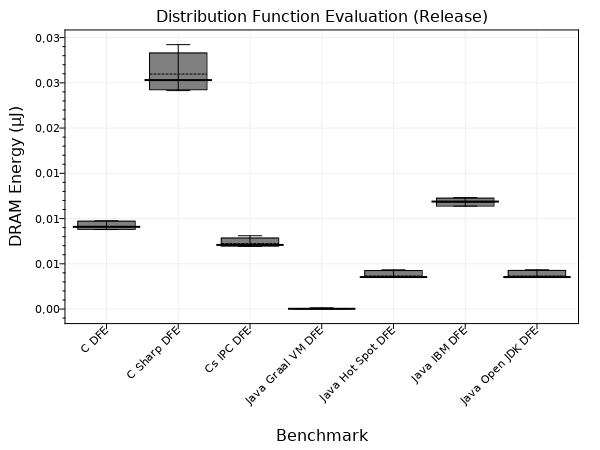 Distribution Function Evaluation (Release)
DRAM Energy (µJ)
0,03
0,03
0,02
0,01
0,01
0,01
0,00
C DFE
C Sharp DFE
Cs IPC DFE
Java Graal VM DFE
Java Hot Spot DFE
Java IBM DFE
Java Open JDK DFE
Benchmark